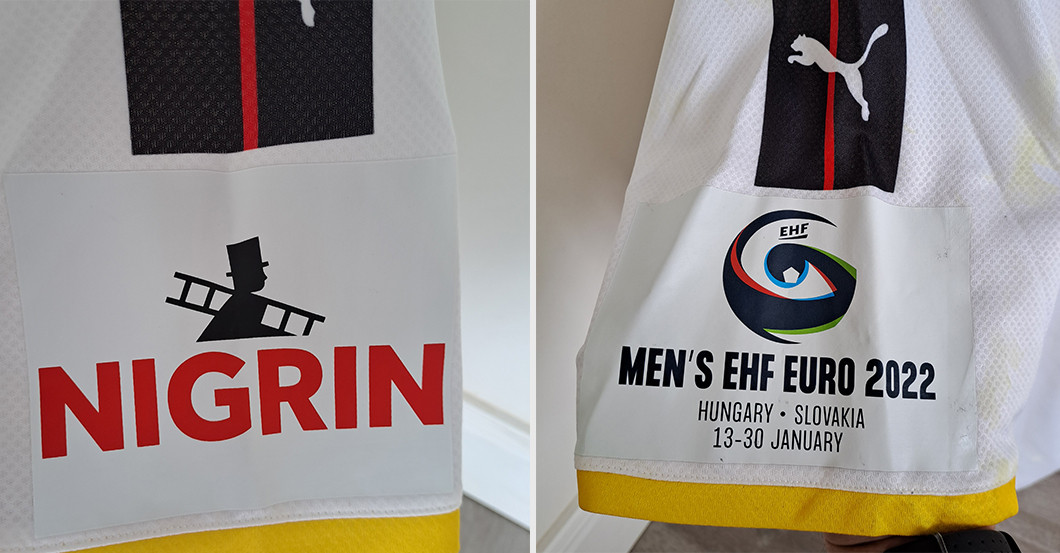 NIGRIN
EHF
MEN'S EHF EURO 2022
HUNGARY • SLOVAKIA
13-30 JANUARY